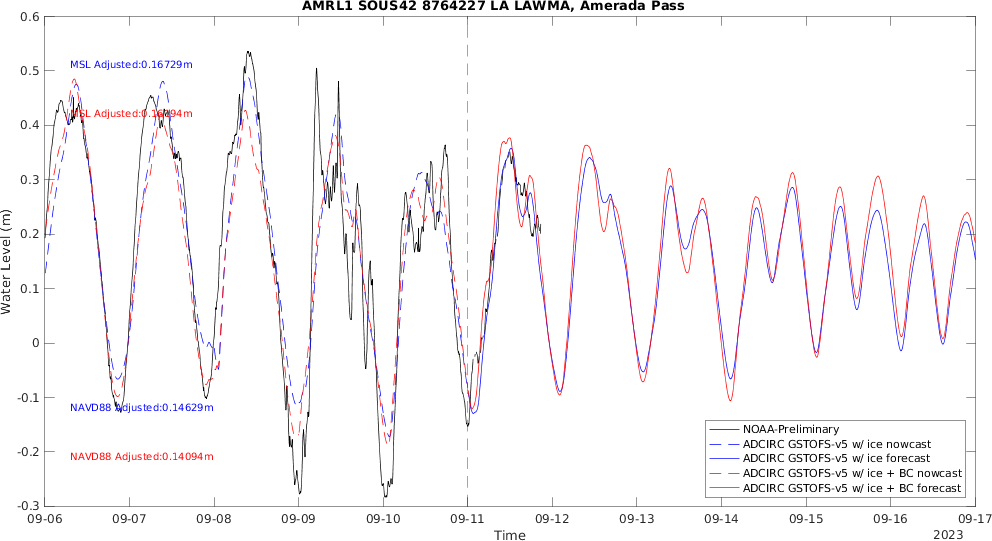 AMRL1 SOUS42 8764227 LA LAWMA, Amerada Pass
0.6
0.5
0.4
0.3
0.2
0.1
0
-0.1
-0.2
-0.3
Water Level (m)
MSL Adjusted:0.16729m
NAVD88 Adjusted:0.14629m
NAVD88 Adjusted:0.14094m
NOAA-Preliminary
ADCIRC GSTOFS-v5 w/ ice nowcast
ADCIRC GSTOFS-v5 w/ ice forecast
ADCIRC GSTOFS-v5 w/ ice + BC nowcast
ADCIRC GSTOFS-v5 w/ ice + BC forecast
09-06 09-07 09-08 09-09 09-10 09-11 09-12 09-13 09-14 09-15 09-16 09-17
Time
2023